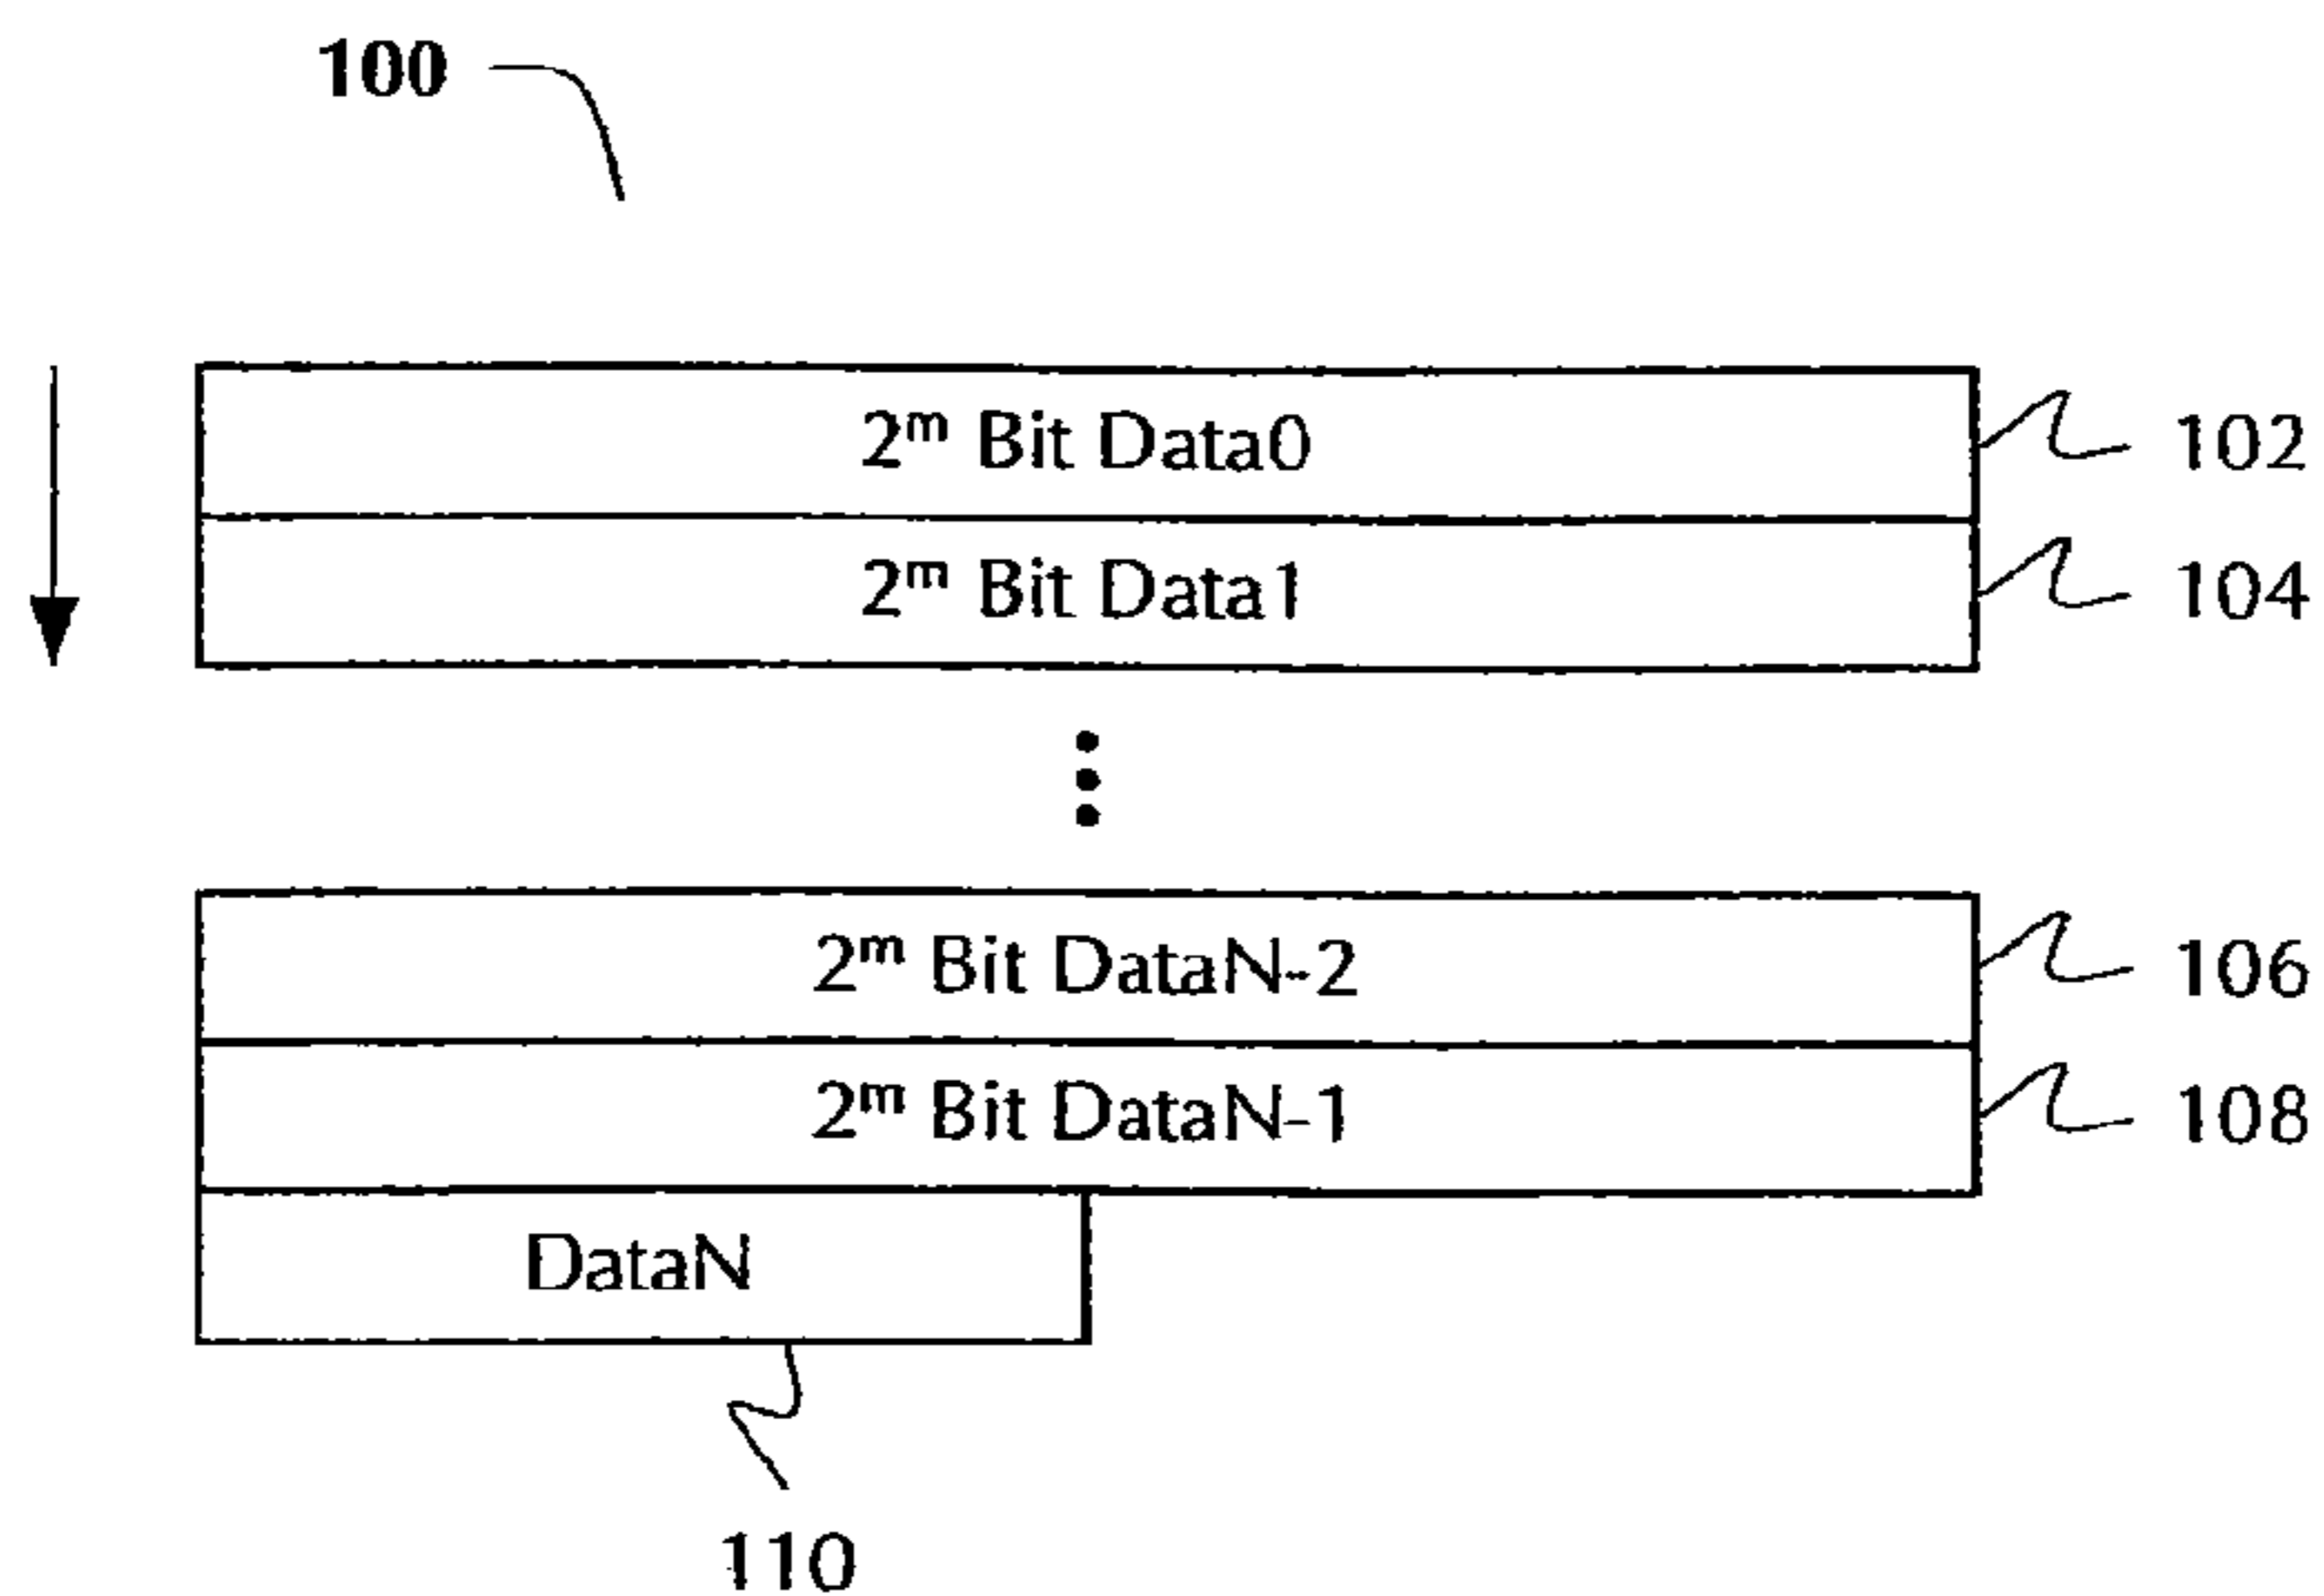 100
2ᵐ Bit Data0 102
2ᵐ Bit Data1 104
2ᵐ Bit DataN-2 106
2ᵐ Bit DataN-1 108
DataN
110